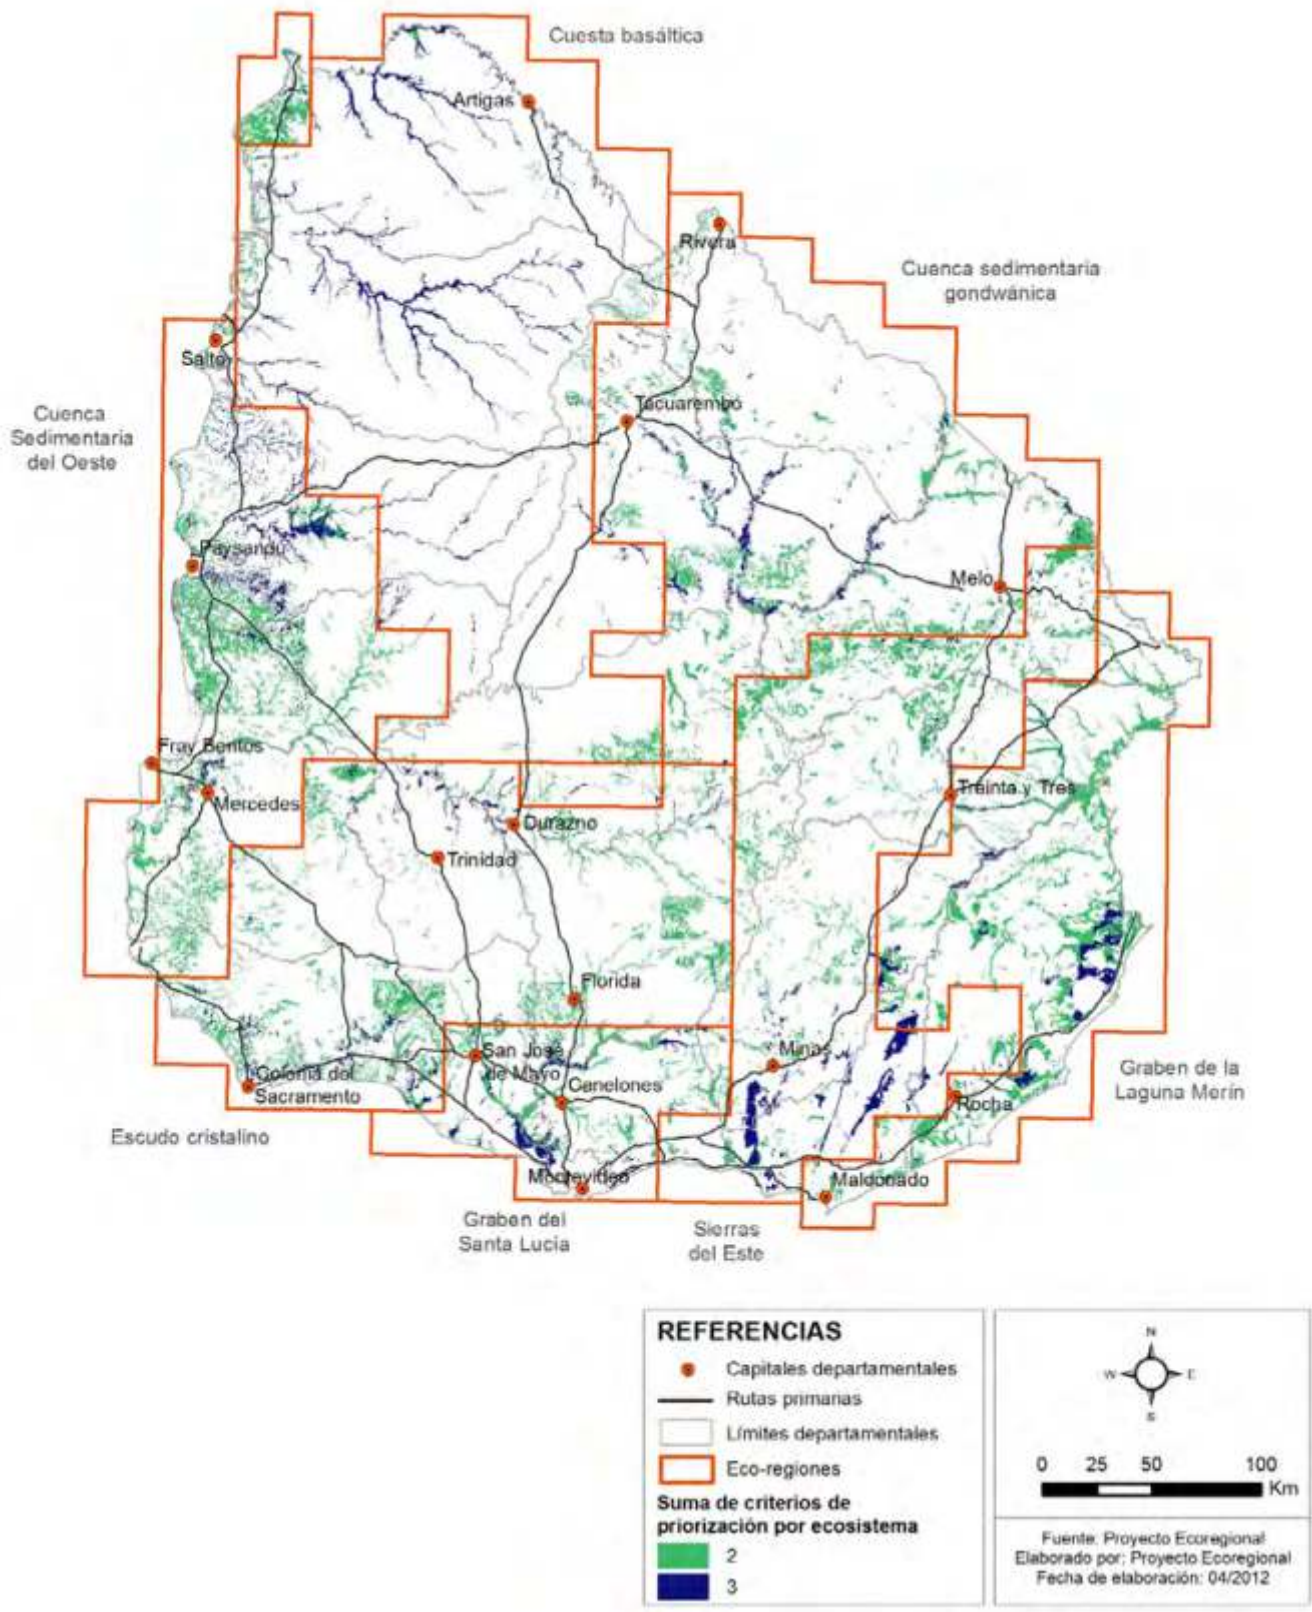 Cuesta basáltica
Artigas
Rivera
Cuenca sedimentaria
gondwánica
Salto
Cuenca
Sedimentaria
del Oeste
Tacuarembó
Paysandú
Melo
Fray Bentos
Mercedes
Treinta y Tres
Durazno
Trinidad
Florida
San José
de Mayo
Minas
Colonia del
Sacramento
Canelones
Rocha
Graben de la
Laguna Merín
Escudo cristalino
Montevideo
Maldonado
Graben del
Santa Lucía
Sierras
del Este
REFERENCIAS
Capitales departamentales
Rutas primarias
Límites departamentales
Eco-regiones
Suma de criterios de
priorización por ecosistema
2
3
N
W E
S
0 25 50 100
Km
Fuente: Proyecto Ecoregional
Elaborado por: Proyecto Ecoregional
Fecha de elaboración: 04/2012